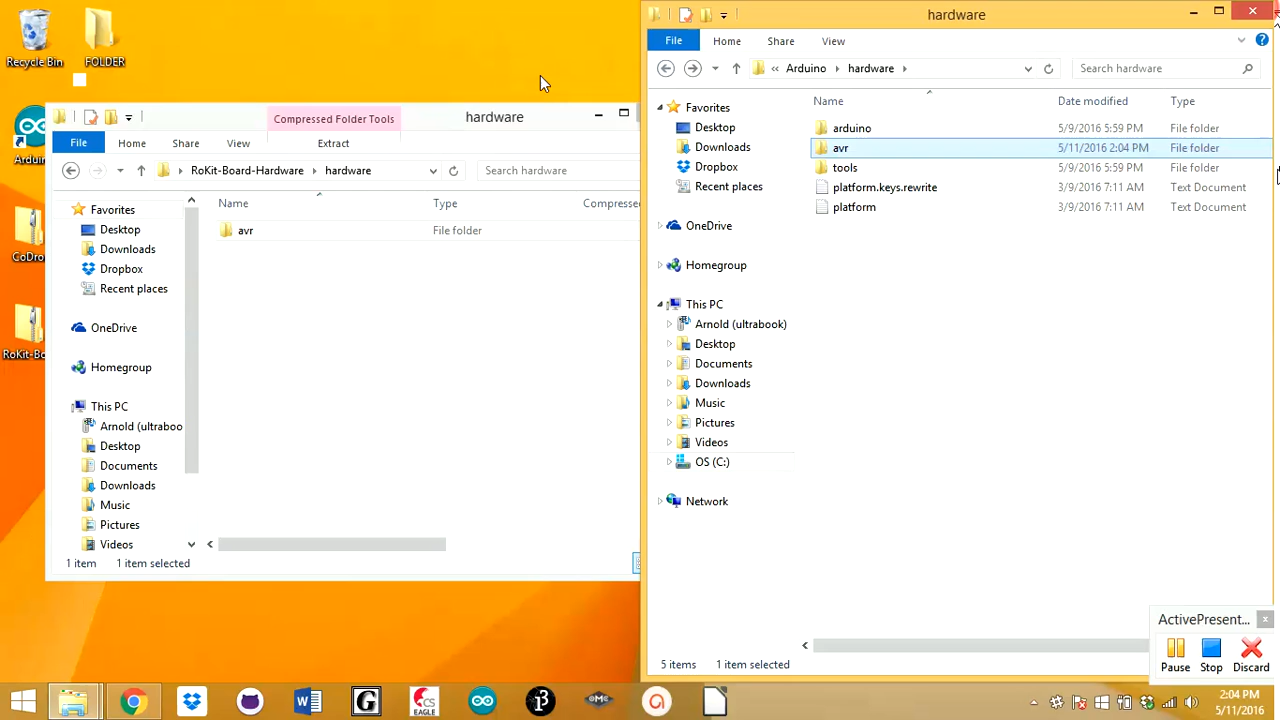 Recycle Bin
FOLDER
Arduin
CoDro
RoKit-Bo
Compressed Folder Tools
hardware
File
Home
Share
View
Extract
RoKit-Board-Hardware
hardware
Search hardware
Name
Type
Compresse
Favorites
Desktop
Downloads
Dropbox
Recent places
OneDrive
Homegroup
This PC
Arnold (ultraboo
Desktop
Documents
Downloads
Music
Pictures
Videos
avr
File folder
1 item
1 item selected
hardware
File
Home
Share
View
Arduino
hardware
Search hardware
Name
Date modified
Type
Favorites
Desktop
Downloads
Dropbox
Recent places
OneDrive
Homegroup
This PC
Arnold (ultrabook)
Desktop
Documents
Downloads
Music
Pictures
Videos
OS (C:)
Network
arduino 5/9/2016 5:59 PM File folder
avr 5/11/2016 2:04 PM File folder
tools 5/9/2016 5:59 PM File folder
platform.keys.rewrite 3/9/2016 7:11 AM Text Document
platform 3/9/2016 7:11 AM Text Document
5 items
1 item selected
ActivePresent... x
Pause
Stop
Discard
EAGLE
2:04 PM
5/11/2016